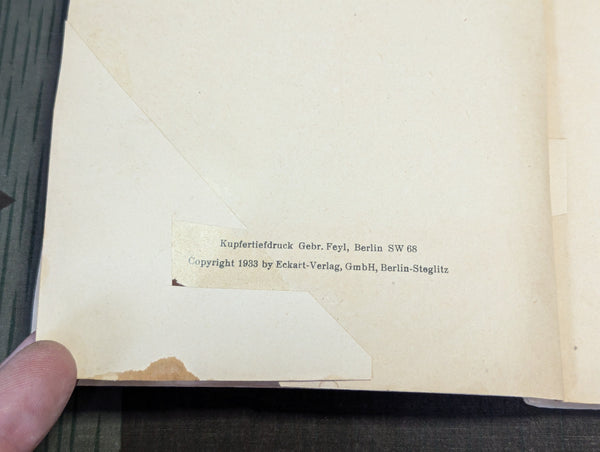 Kupfertiefdruck Gebr. Feyl, Berlin SW 68
Copyright 1933 by Eckart-Verlag, GmbH, Berlin-Steglitz